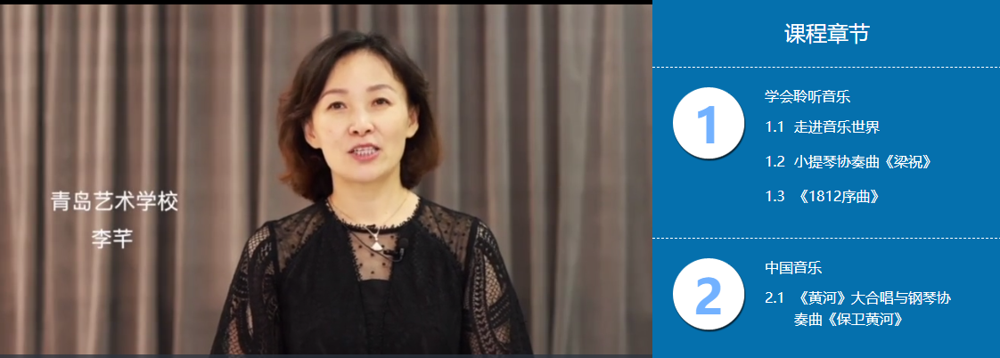 青岛艺术学校
李芊
课程章节
1
学会聆听音乐
1.1 走进音乐世界
1.2 小提琴协奏曲《梁祝》
1.3 《1812序曲》
2
中国音乐
2.1 《黄河》大合唱与钢琴协
奏曲《保卫黄河》